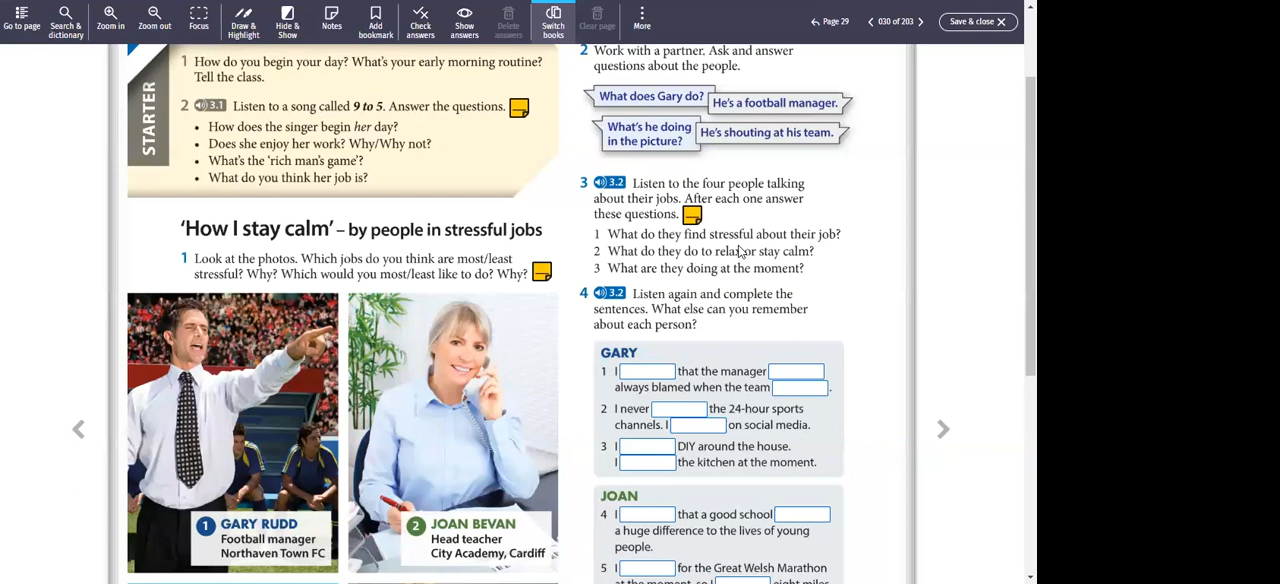 Go to page
Search & dictionary
Zoom in
Zoom out
Focus
Draw & Highlight
Hide & Show
Notes
Add bookmark
Check answers
Show answers
Delete answers
Switch books
Clear page
More
Page 29
030 of 203
Save & close
STARTER
1 How do you begin your day? What's your early morning routine?
Tell the class.
2 3.1 Listen to a song called 9 to 5. Answer the questions.
• How does the singer begin her day?
• Does she enjoy her work? Why/Why not?
• What's the 'rich man's game'?
• What do you think her job is?
'How I stay calm' – by people in stressful jobs
1 Look at the photos. Which jobs do you think are most/least
stressful? Why? Which would you most/least like to do? Why?
1 GARY RUDD
Football manager
Northaven Town FC
2 JOAN BEVAN
Head teacher
City Academy, Cardiff
2 Work with a partner. Ask and answer
questions about the people.
What does Gary do?
He's a football manager.
What's he doing
in the picture?
He's shouting at his team.
3 3.2 Listen to the four people talking
about their jobs. After each one answer
these questions.
1 What do they find stressful about their job?
2 What do they do to relax or stay calm?
3 What are they doing at the moment?
4 3.2 Listen again and complete the
sentences. What else can you remember
about each person?
GARY
1 I that the manager
always blamed when the team .
2 I never the 24-hour sports
channels. I on social media.
3 I DIY around the house.
I the kitchen at the moment.
JOAN
4 I that a good school
a huge difference to the lives of young
people.
5 I for the Great Welsh Marathon
at the moment, so I eight miles